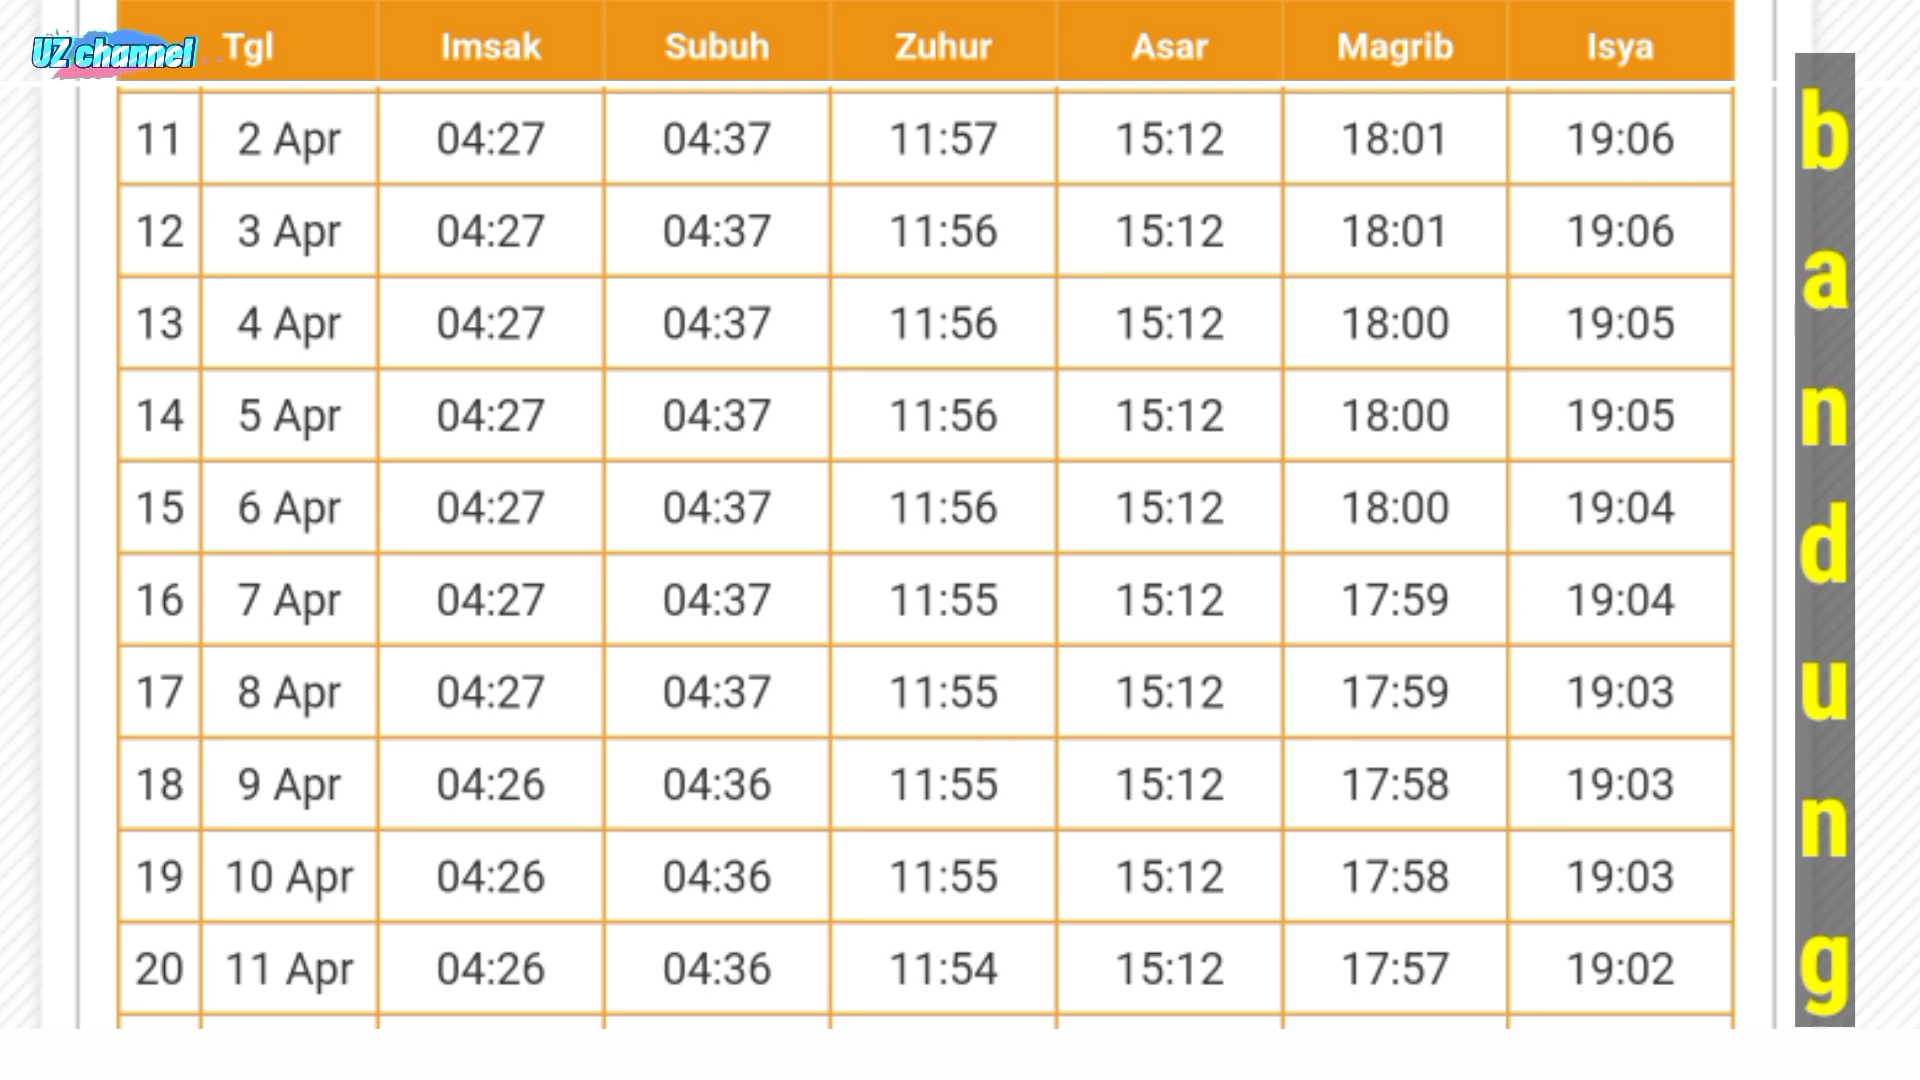 UZ channel
Tgl Imsak Subuh Zuhur Asar Magrib Isya
11 2 Apr 04:27 04:37 11:57 15:12 18:01 19:06
12 3 Apr 04:27 04:37 11:56 15:12 18:01 19:06
13 4 Apr 04:27 04:37 11:56 15:12 18:00 19:05
14 5 Apr 04:27 04:37 11:56 15:12 18:00 19:05
15 6 Apr 04:27 04:37 11:56 15:12 18:00 19:04
16 7 Apr 04:27 04:37 11:55 15:12 17:59 19:04
17 8 Apr 04:27 04:37 11:55 15:12 17:59 19:03
18 9 Apr 04:26 04:36 11:55 15:12 17:58 19:03
19 10 Apr 04:26 04:36 11:55 15:12 17:58 19:03
20 11 Apr 04:26 04:36 11:54 15:12 17:57 19:02
bandung